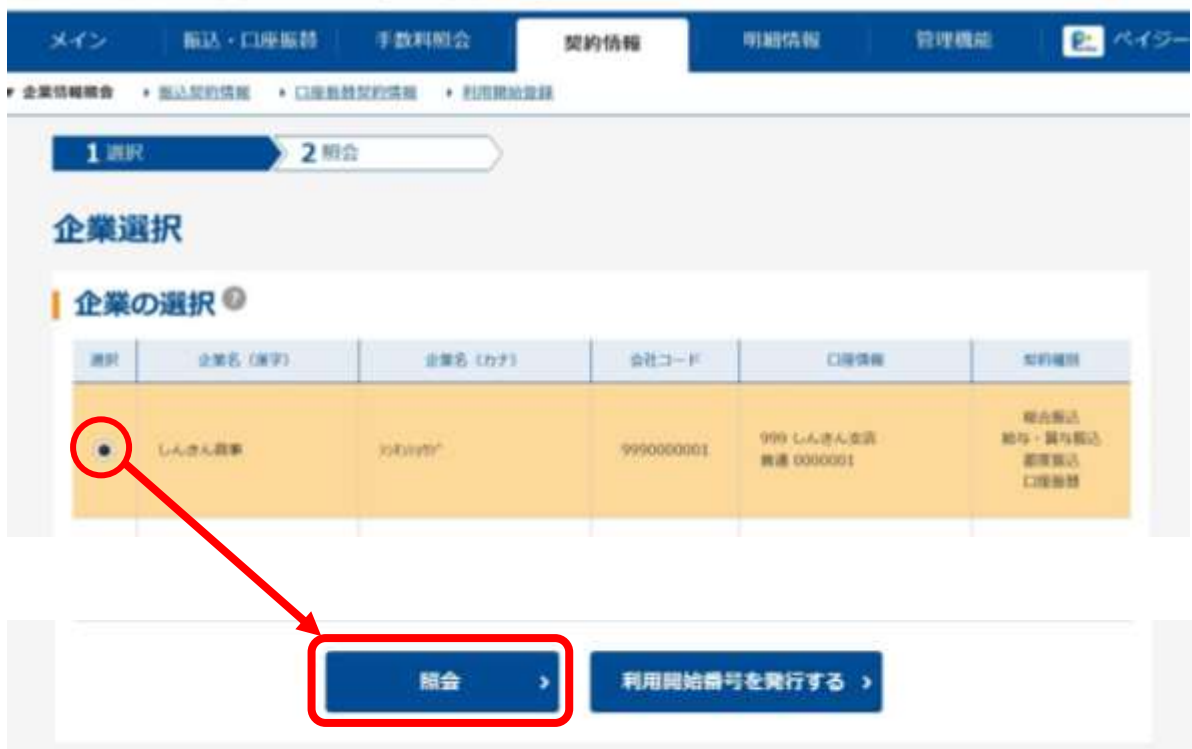 メイン 振込・口座振替 手数料照会 契約情報 明細情報 管理機能 ペイジー
企業情報照会 振込契約情報 口座振替契約情報 利用開始登録
1 選択 2 照会
企業選択
企業の選択
選択 企業名（漢字） 企業名（カナ） 会社コード 口座情報 契約種別
総合振込
しんきん商事 9990000001 999 しんきん支店 給与・賞与振込
普通 0000001 都度振込
口座振替
照会 利用開始番号を発行する